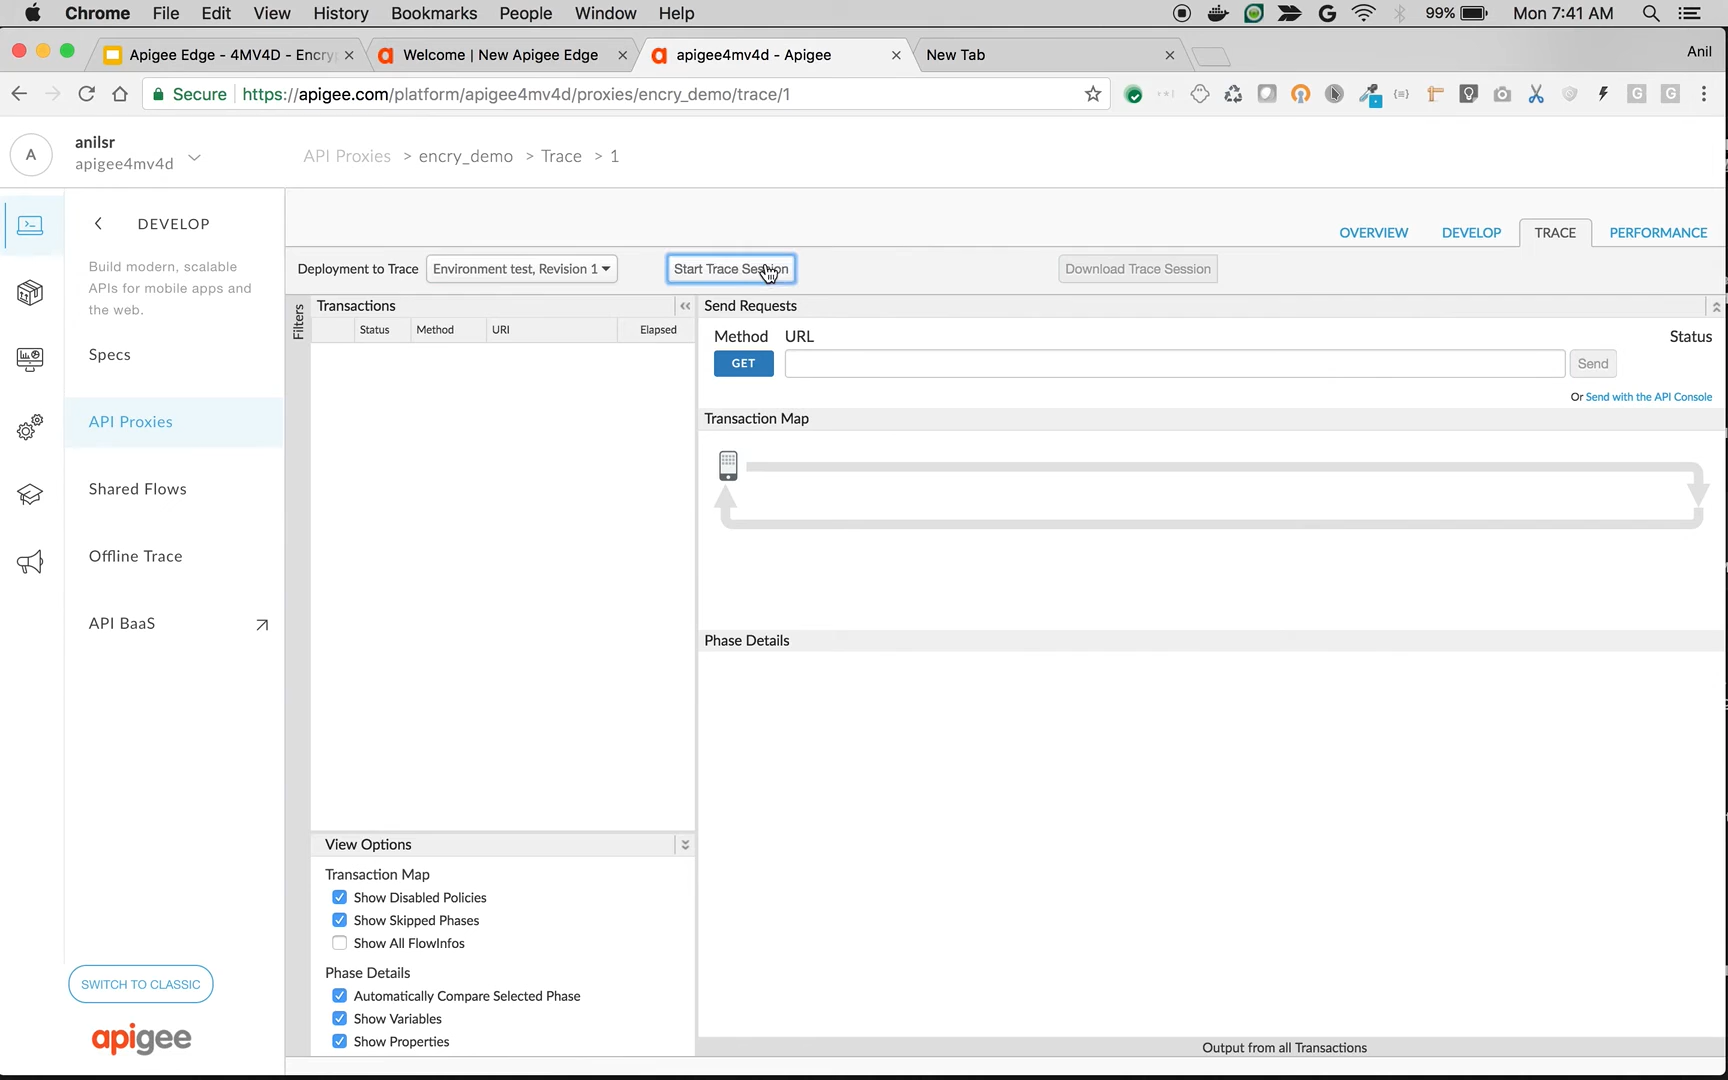 Chrome File Edit View History Bookmarks People Window Help 99% Mon 7:41 AM
Apigee Edge - 4MV4D - Encry Welcome | New Apigee Edge apigee4mv4d - Apigee New Tab Anil
Secure https://apigee.com/platform/apigee4mv4d/proxies/encry_demo/trace/1
A
anilsr
apigee4mv4d
API Proxies > encry_demo > Trace > 1
DEVELOP
Build modern, scalable
APIs for mobile apps and
the web.
Specs
API Proxies
Shared Flows
Offline Trace
API BaaS
SWITCH TO CLASSIC
apigee
OVERVIEW DEVELOP TRACE PERFORMANCE
Deployment to Trace Environment test, Revision 1 Start Trace Session Download Trace Session
Filters
Transactions
Status Method URI Elapsed
Send Requests
Method URL Status
GET Send
Or Send with the API Console
Transaction Map
Phase Details
View Options
Transaction Map
Show Disabled Policies
Show Skipped Phases
Show All FlowInfos
Phase Details
Automatically Compare Selected Phase
Show Variables
Show Properties
Output from all Transactions